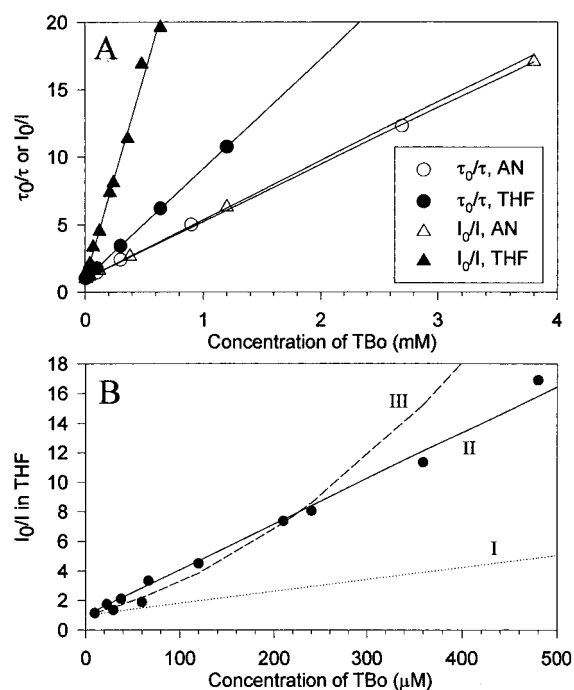 A
20
15
10
5
0
τ₀/τ or I₀/I
τ₀/τ, AN
τ₀/τ, THF
I₀/I, AN
I₀/I, THF
0 1 2 3 4
Concentration of TBo (mM)
B
18
16
14
12
10
8
6
4
2
0
I₀/I in THF
III
II
I
0 100 200 300 400 500
Concentration of TBo (μM)